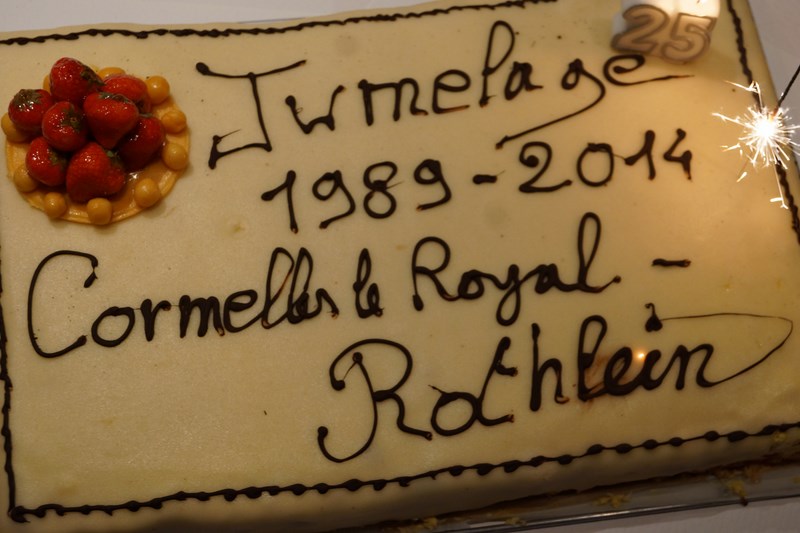 25
Jumelage
1989-2014
Cormelles le Royal -
Rothlein